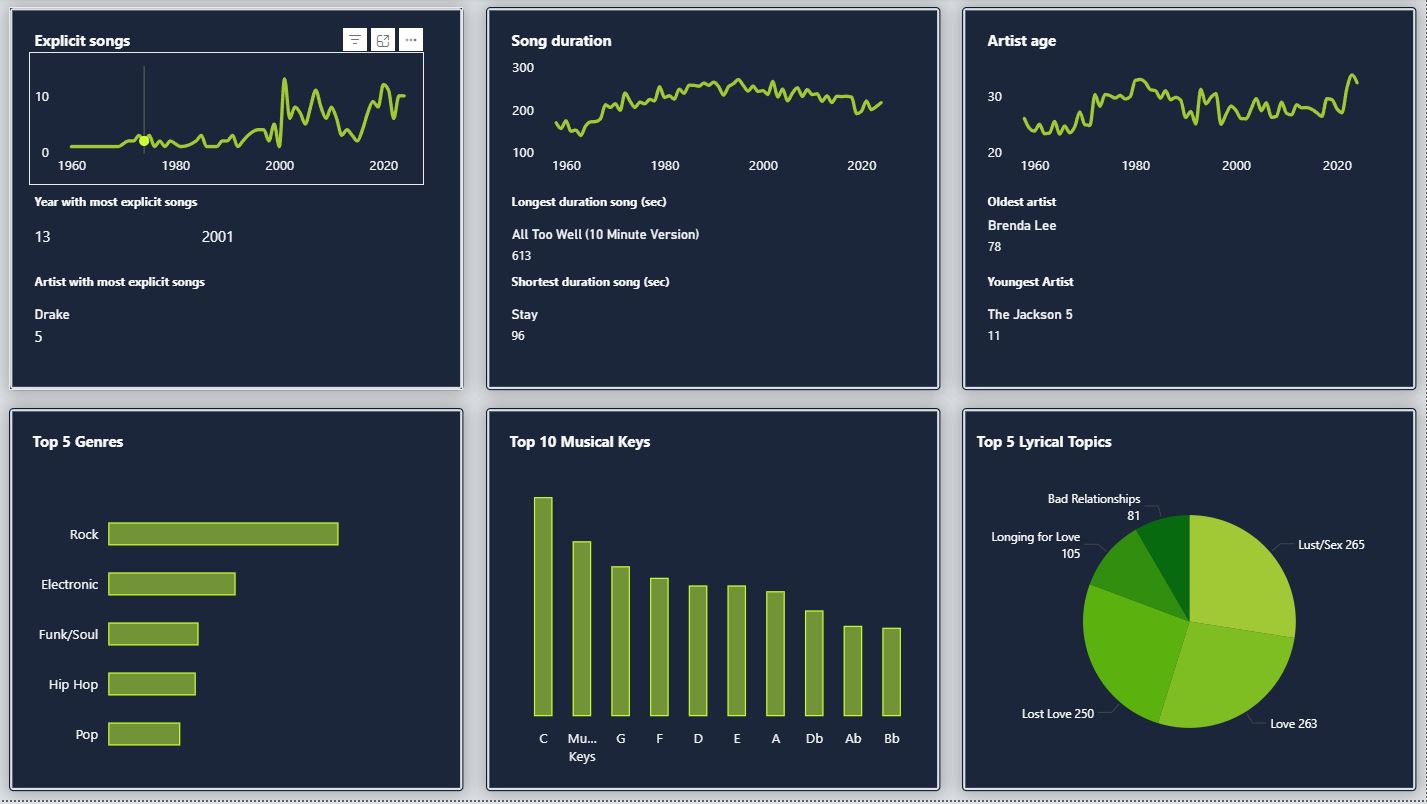 Explicit songs
10
0
1960 1980 2000 2020
Year with most explicit songs
13 2001
Artist with most explicit songs
Drake
5
Song duration
300
200
100
1960 1980 2000 2020
Longest duration song (sec)
All Too Well (10 Minute Version)
613
Shortest duration song (sec)
Stay
96
Artist age
30
20
1960 1980 2000 2020
Oldest artist
Brenda Lee
78
Youngest Artist
The Jackson 5
11
Top 5 Genres
Rock
Electronic
Funk/Soul
Hip Hop
Pop
Top 10 Musical Keys
C Mu... G F D E A Db Ab Bb
Keys
Top 5 Lyrical Topics
Bad Relationships
81
Longing for Love
105
Lust/Sex 265
Lost Love 250
Love 263